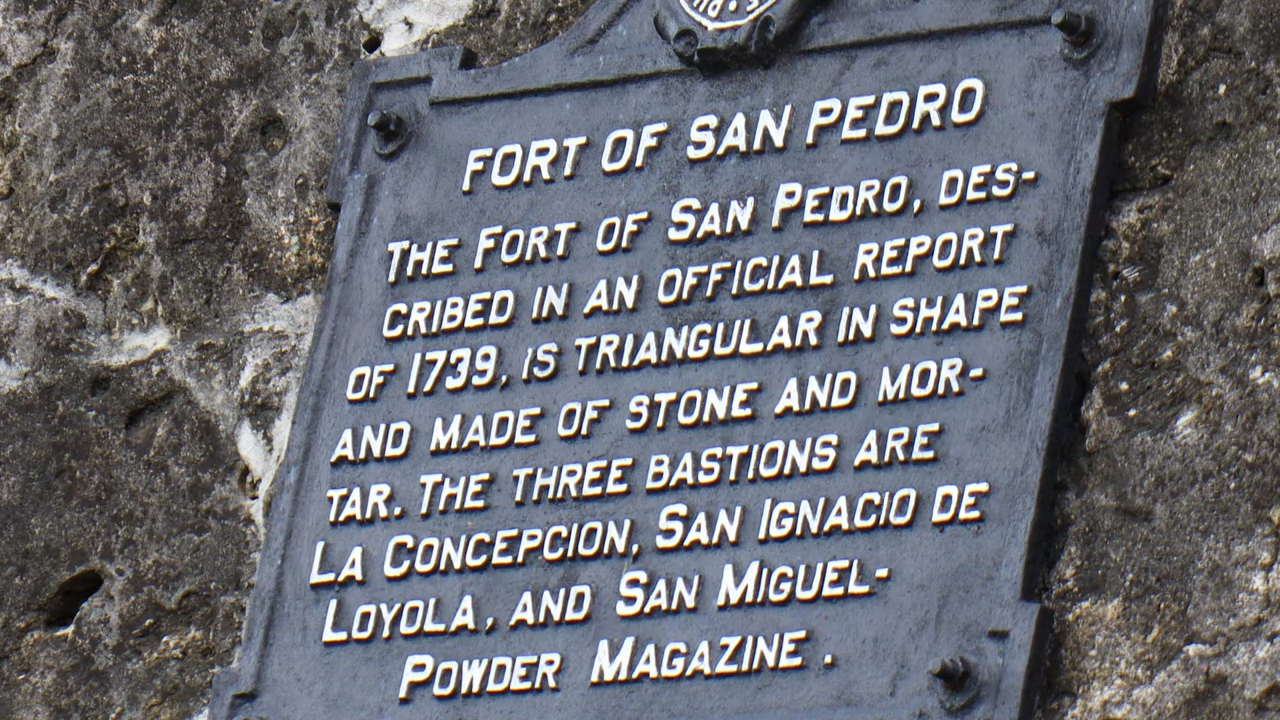 FORT OF SAN PEDRO
THE FORT OF SAN PEDRO, DES-
CRIBED IN AN OFFICIAL REPORT
OF 1739, IS TRIANGULAR IN SHAPE
AND MADE OF STONE AND MOR-
TAR. THE THREE BASTIONS ARE
LA CONCEPCION, SAN IGNACIO DE
LOYOLA, AND SAN MIGUEL-
POWDER MAGAZINE.